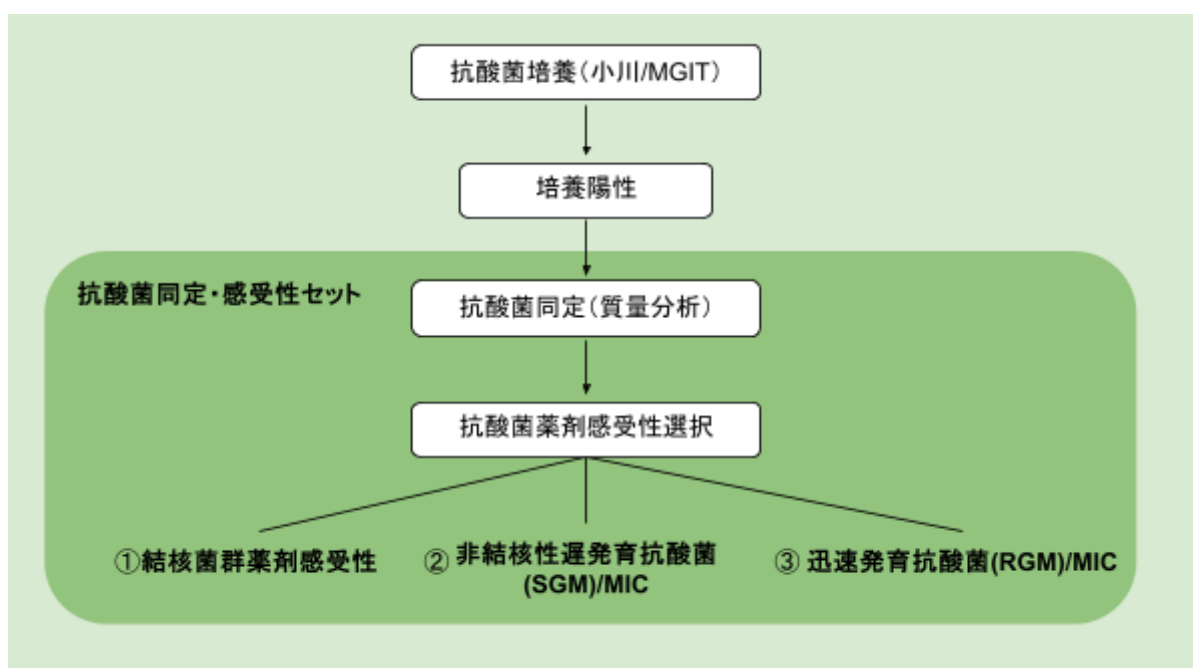 抗酸菌培養(小川/MGIT)
培養陽性
抗酸菌同定・感受性セット
抗酸菌同定(質量分析)
抗酸菌薬剤感受性選択
①結核菌群薬剤感受性
② 非結核性遅発育抗酸菌
(SGM)/MIC
③ 迅速発育抗酸菌(RGM)/MIC